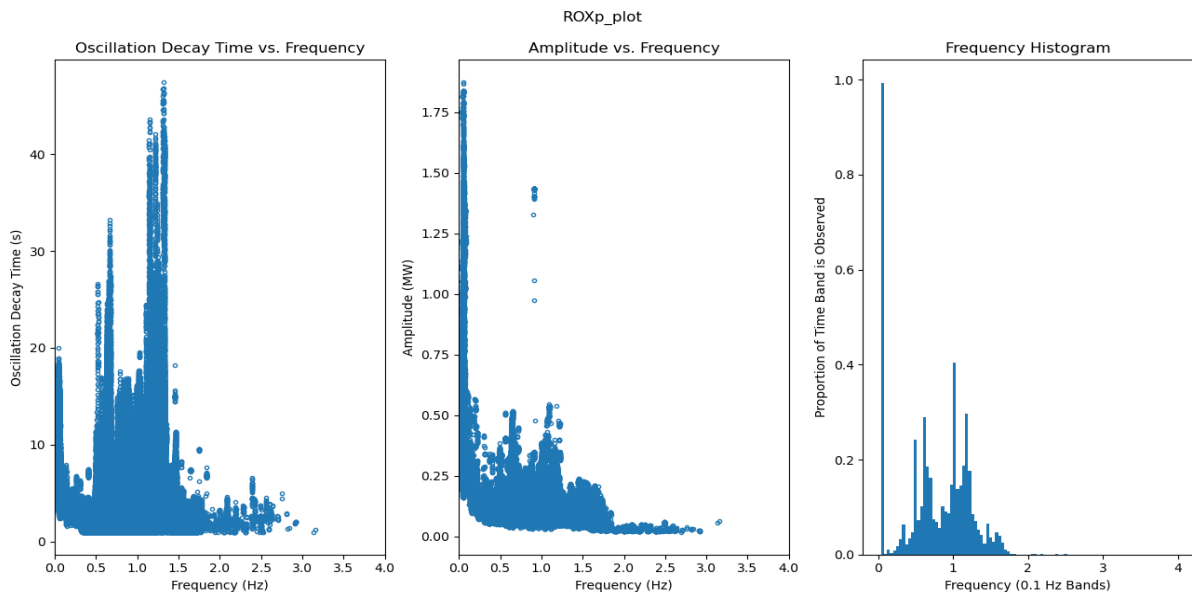 ROXp_plot
Oscillation Decay Time vs. Frequency
Amplitude vs. Frequency
Frequency Histogram
Oscillation Decay Time (s)
40
30
20
10
0
0.0 0.5 1.0 1.5 2.0 2.5 3.0 3.5 4.0
Frequency (Hz)
Amplitude (MW)
1.75
1.50
1.25
1.00
0.75
0.50
0.25
0.00
0.0 0.5 1.0 1.5 2.0 2.5 3.0 3.5 4.0
Frequency (Hz)
Proportion of Time Band is Observed
1.0
0.8
0.6
0.4
0.2
0.0
0 1 2 3 4
Frequency (0.1 Hz Bands)